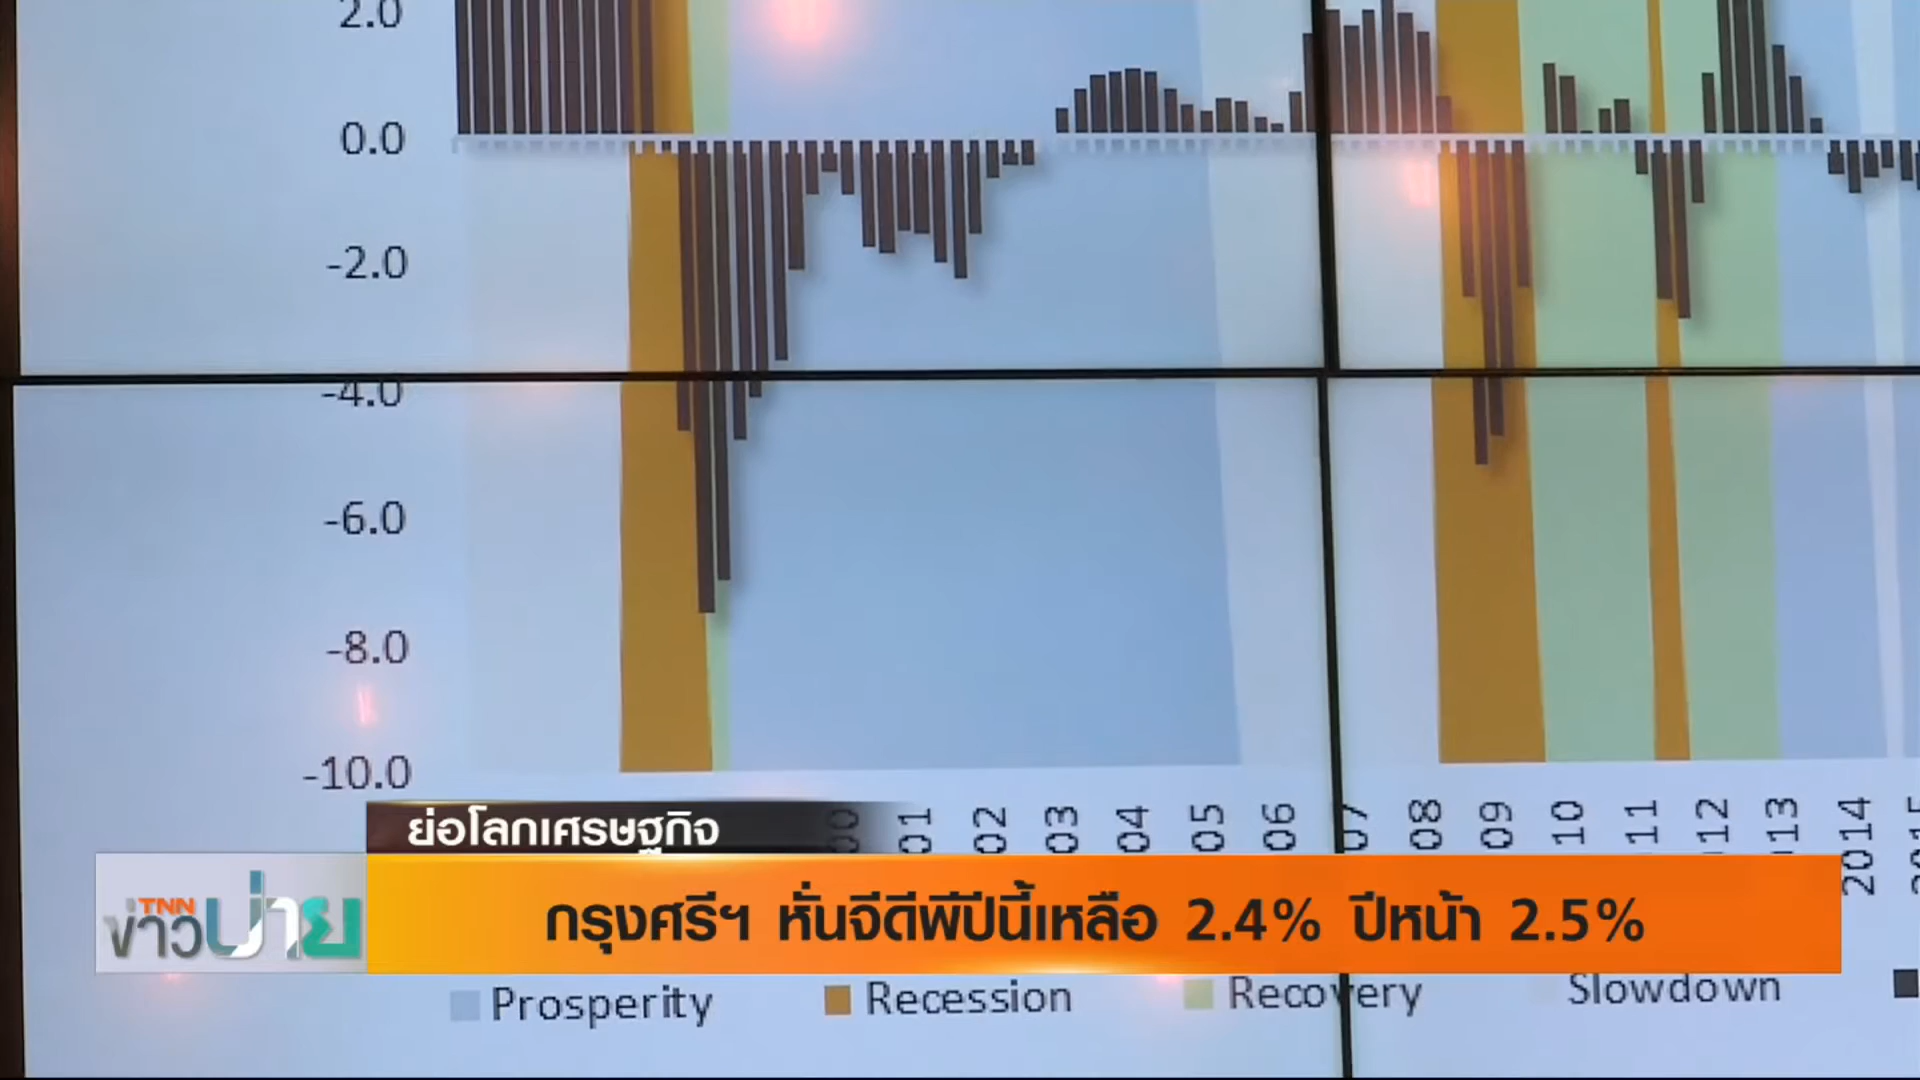 2.0
0.0
-2.0
-4.0
-6.0
-8.0
-10.0
01 02 03 04 05 06 07 08 09 10 11 12 13 2014
ย่อโลกเศรษฐกิจ
TNN
ข่าวบ่าย
กรุงศรีฯ หั่นจีดีพีปีนี้เหลือ 2.4% ปีหน้า 2.5%
Prosperity Recession Recovery Slowdown